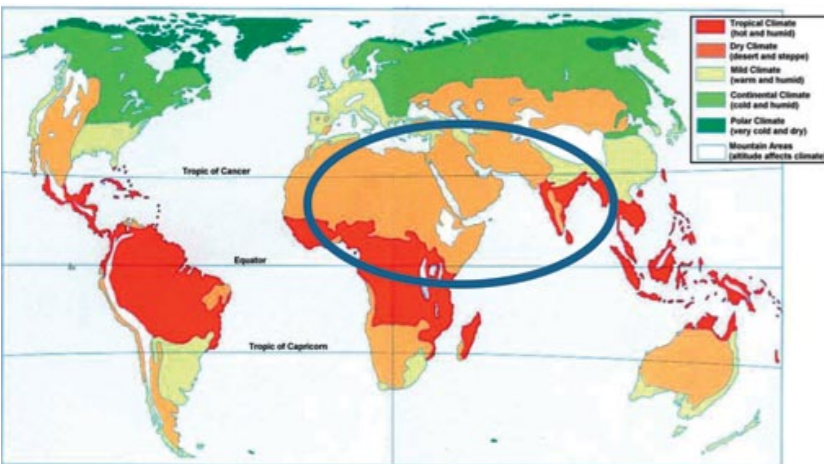 Tropical Climate
(hot and humid)
Dry Climate
(desert and steppe)
Mild Climate
(warm and humid)
Continental Climate
(cold and humid)
Polar Climate
(very cold and dry)
Mountain Areas
(altitude affects climate)
Tropic of Cancer
Equator
Tropic of Capricorn